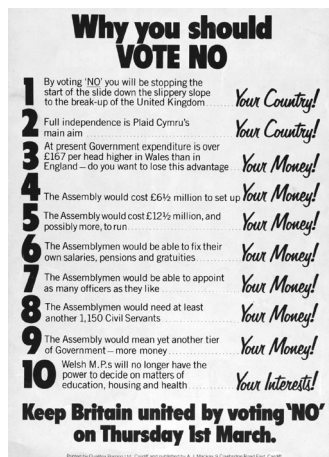 Why you should
VOTE NO
1 By voting 'NO' you will be stopping the
start of the slide down the slippery slope
to the break-up of the United Kingdom...... Your Country!
2 Full independence is Plaid Cymru's
main aim .................... Your Country!
3 At present Government expenditure is over
£167 per head higher in Wales than in
England — do you want to lose this advantage .... Your Money!
4 The Assembly would cost £6½ million to set up Your Money!
5 The Assembly would cost £12½ million, and
possibly more, to run .................... Your Money!
6 The Assemblymen would be able to fix their
own salaries, pensions and gratuities ........ Your Money!
7 The Assemblymen would be able to appoint
as many officers as they like .............. Your Money!
8 The Assemblymen would need at least
another 1,150 Civil Servants .............. Your Money!
9 The Assembly would mean yet another tier
of Government — more money .............. Your Money!
10 Welsh M.P.s will no longer have the
power to decide on matters of
education, housing and health ........ Your Interests!
Keep Britain united by voting 'NO'
on Thursday 1st March.